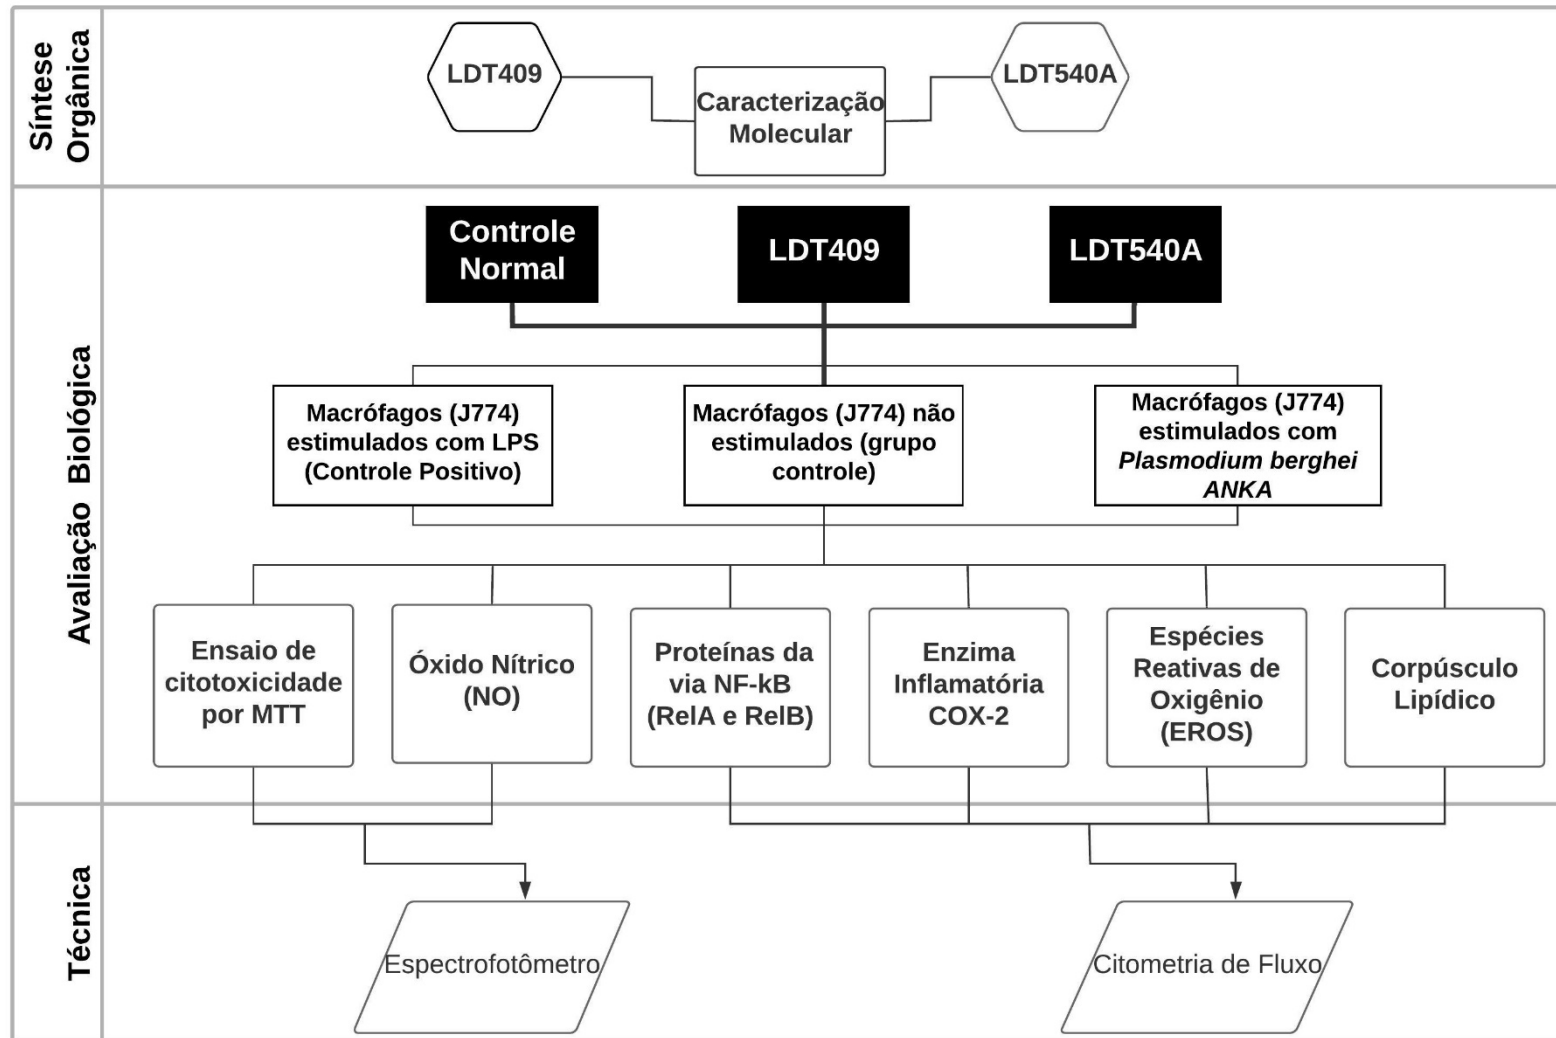 Síntese
Orgânica
LDT409
Caracterização
Molecular
LDT540A
Avaliação Biológica
Controle
Normal
LDT409
LDT540A
Macrófagos (J774)
estimulados com LPS
(Controle Positivo)
Macrófagos (J774) não
estimulados (grupo
controle)
Macrófagos (J774)
estimulados com
Plasmodium berghei
ANKA
Ensaio de
citotoxicidade
por MTT
Óxido Nítrico
(NO)
Proteínas da
via NF-kB
(RelA e RelB)
Enzima
Inflamatória
COX-2
Espécies
Reativas de
Oxigênio
(EROS)
Corpúsculo
Lipídico
Técnica
Espectrofotômetro
Citometria de Fluxo